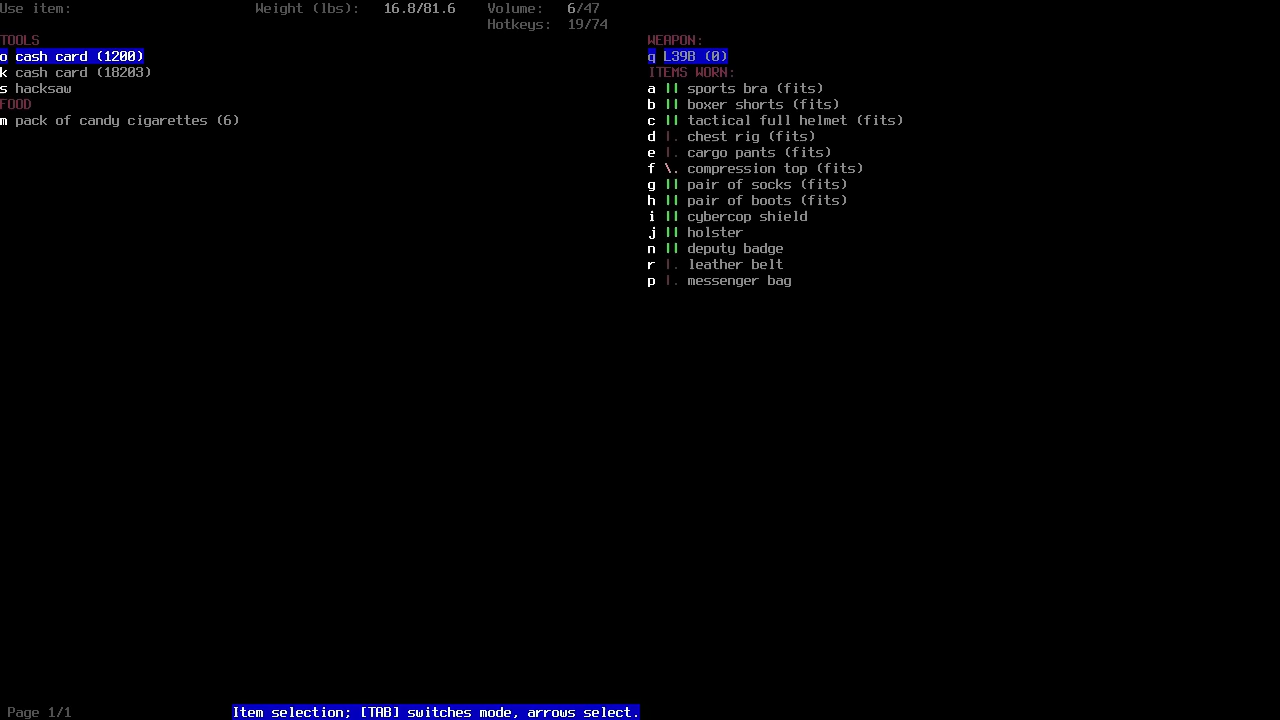 Use item: Weight (lbs): 16.8/81.6 Volume: 6/47
Hotkeys: 19/74
TOOLS
o cash card (1200)
k cash card (18203)
s hacksaw
FOOD
m pack of candy cigarettes (6)
WEAPON:
q L39B (0)
ITEMS WORN:
a || sports bra (fits)
b || boxer shorts (fits)
c || tactical full helmet (fits)
d |. chest rig (fits)
e |. cargo pants (fits)
f \. compression top (fits)
g || pair of socks (fits)
h || pair of boots (fits)
i || cybercop shield
j || holster
n || deputy badge
r |. leather belt
p |. messenger bag
Page 1/1 Item selection; [TAB] switches mode, arrows select.